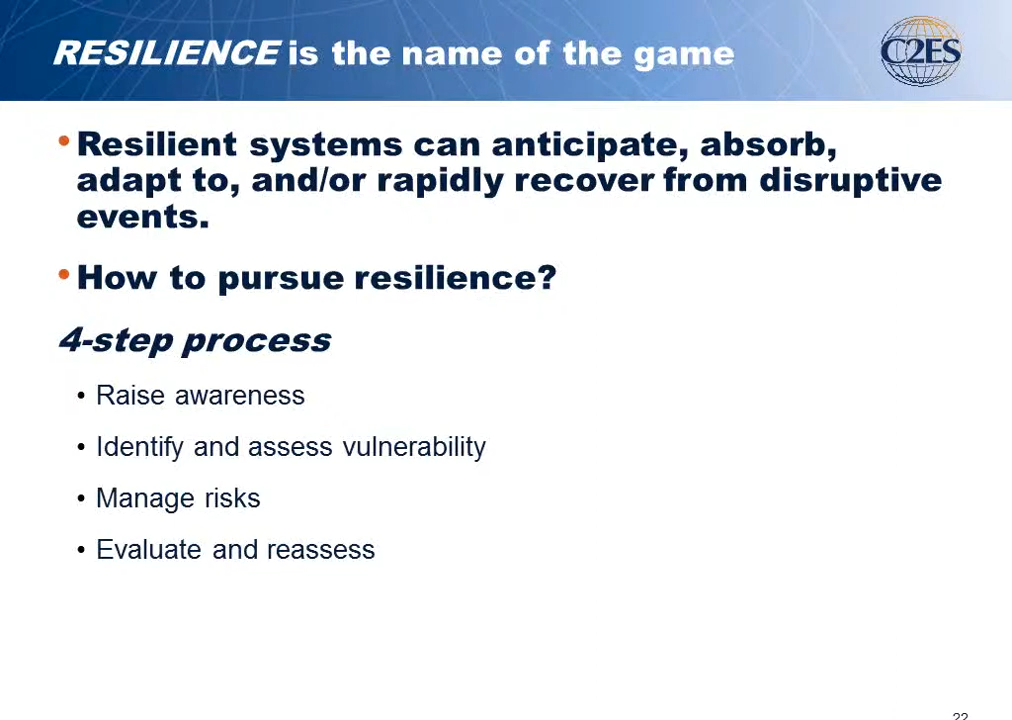 RESILIENCE is the name of the game
C2ES
• Resilient systems can anticipate, absorb,
adapt to, and/or rapidly recover from disruptive
events.
• How to pursue resilience?
4-step process
• Raise awareness
• Identify and assess vulnerability
• Manage risks
• Evaluate and reassess
22